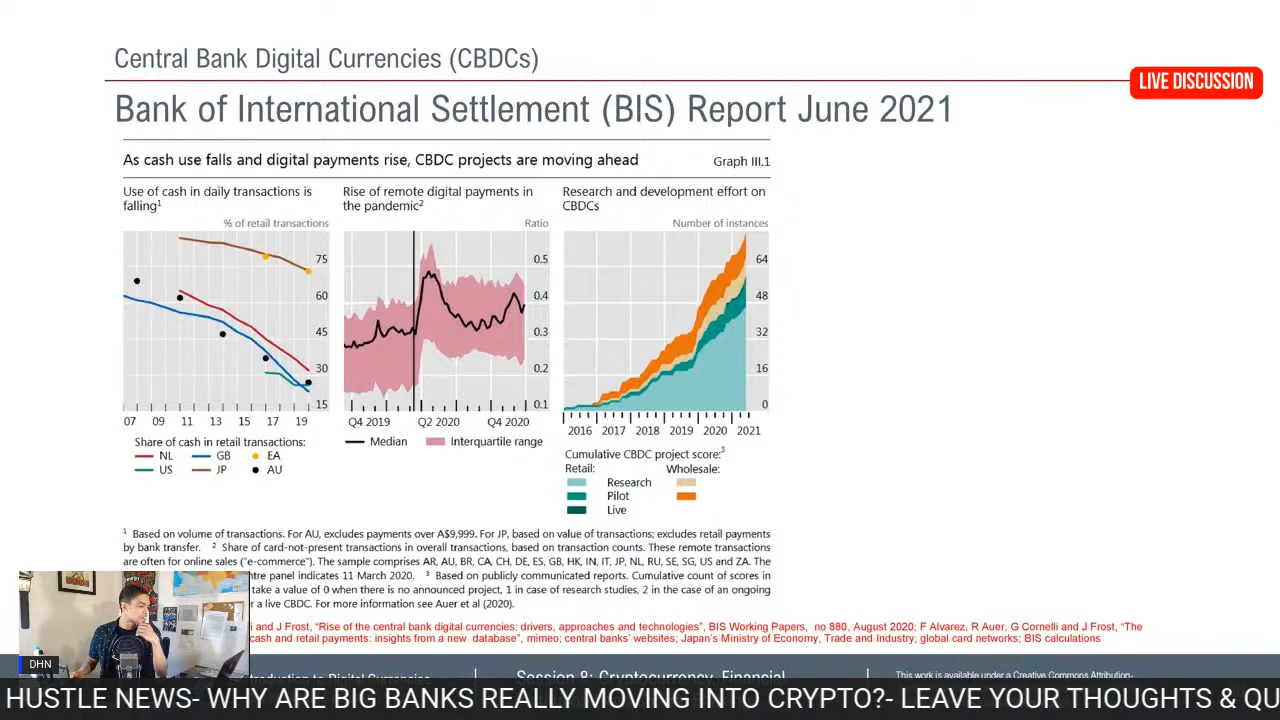 Central Bank Digital Currencies (CBDCs)
LIVE DISCUSSION
Bank of International Settlement (BIS) Report June 2021
As cash use falls and digital payments rise, CBDC projects are moving ahead
Graph III.1
Use of cash in daily transactions is
falling1
% of retail transactions
75
60
45
30
15
07 09 11 13 15 17 19
Share of cash in retail transactions:
NL GB EA
US JP AU
Rise of remote digital payments in
the pandemic2
Ratio
0.5
0.4
0.3
0.2
0.1
Q4 2019 Q2 2020 Q4 2020
Median Interquartile range
Research and development effort on
CBDCs
Number of instances
64
48
32
16
0
2016 2017 2018 2019 2020 2021
Cumulative CBDC project score:3
Retail: Wholesale:
Research
Pilot
Live
1 Based on volume of transactions. For AU, excludes payments over A$9,999. For JP, based on value of transactions; excludes retail payments
by bank transfer. 2 Share of card-not-present transactions in overall transactions, based on transaction counts. These remote transactions
are often for online sales ("e-commerce"). The sample comprises AR, AU, BR, CA, CH, DE, ES, GB, HK, IN, IT, JP, NL, RU, SE, SG, US and ZA. The
panel indicates 11 March 2020. 3 Based on publicly communicated reports. Cumulative count of scores in
take a value of 0 when there is no announced project, 1 in case of research studies, 2 in the case of an ongoing
a live CBDC. For more information see Auer et al (2020).
and J Frost, "Rise of the central bank digital currencies: drivers, approaches and technologies", BIS Working Papers, no 880, August 2020; F Alvarez, R Auer, G Cornelli and J Frost, "The
cash and retail payments: insights from a new database", mimeo; central banks' websites; Japan's Ministry of Economy, Trade and Industry; global card networks; BIS calculations
DHN
to Digital Currencies
Session 8: Cryptocurrency, Financial
This work is available under a Creative Commons Attribution-
HUSTLE NEWS- WHY ARE BIG BANKS REALLY MOVING INTO CRYPTO?- LEAVE YOUR THOUGHTS & QU